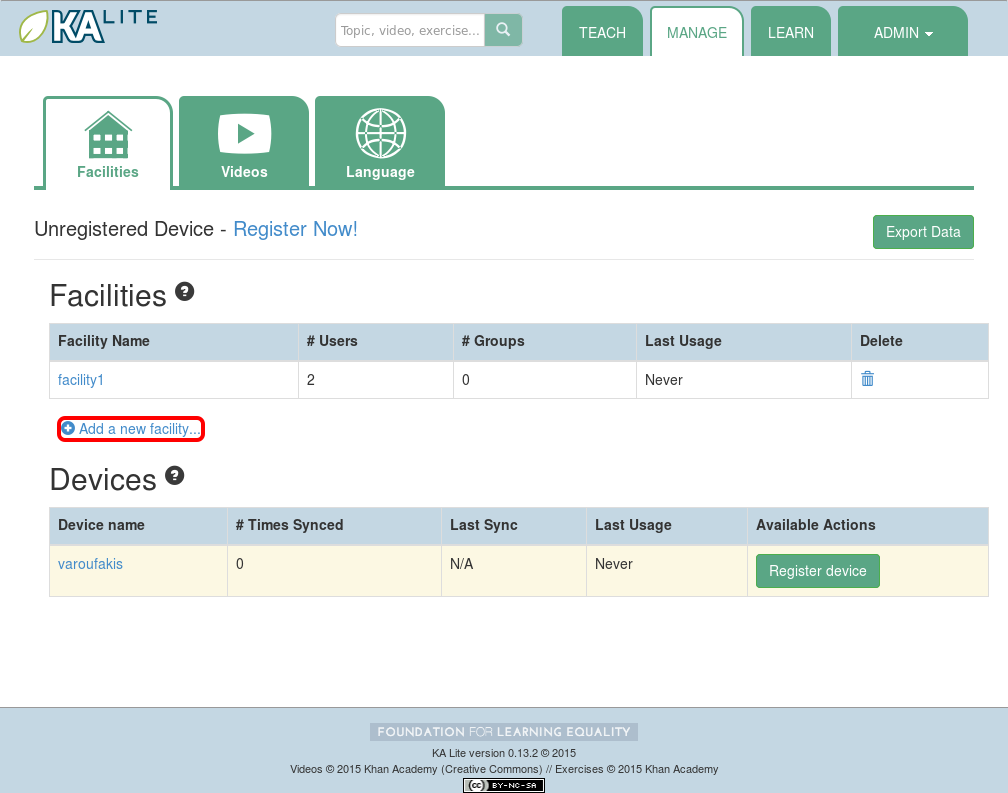 KA LITE
Topic, video, exercise...
TEACH
MANAGE
LEARN
ADMIN
Facilities
Videos
Language
Unregistered Device - Register Now!
Export Data
Facilities ?
Facility Name # Users # Groups Last Usage Delete
facility1 2 0 Never
Add a new facility...
Devices ?
Device name # Times Synced Last Sync Last Usage Available Actions
varoufakis 0 N/A Never Register device
FOUNDATION FOR LEARNING EQUALITY
KA Lite version 0.13.2 © 2015
Videos © 2015 Khan Academy (Creative Commons) // Exercises © 2015 Khan Academy
cc BY-NC-SA